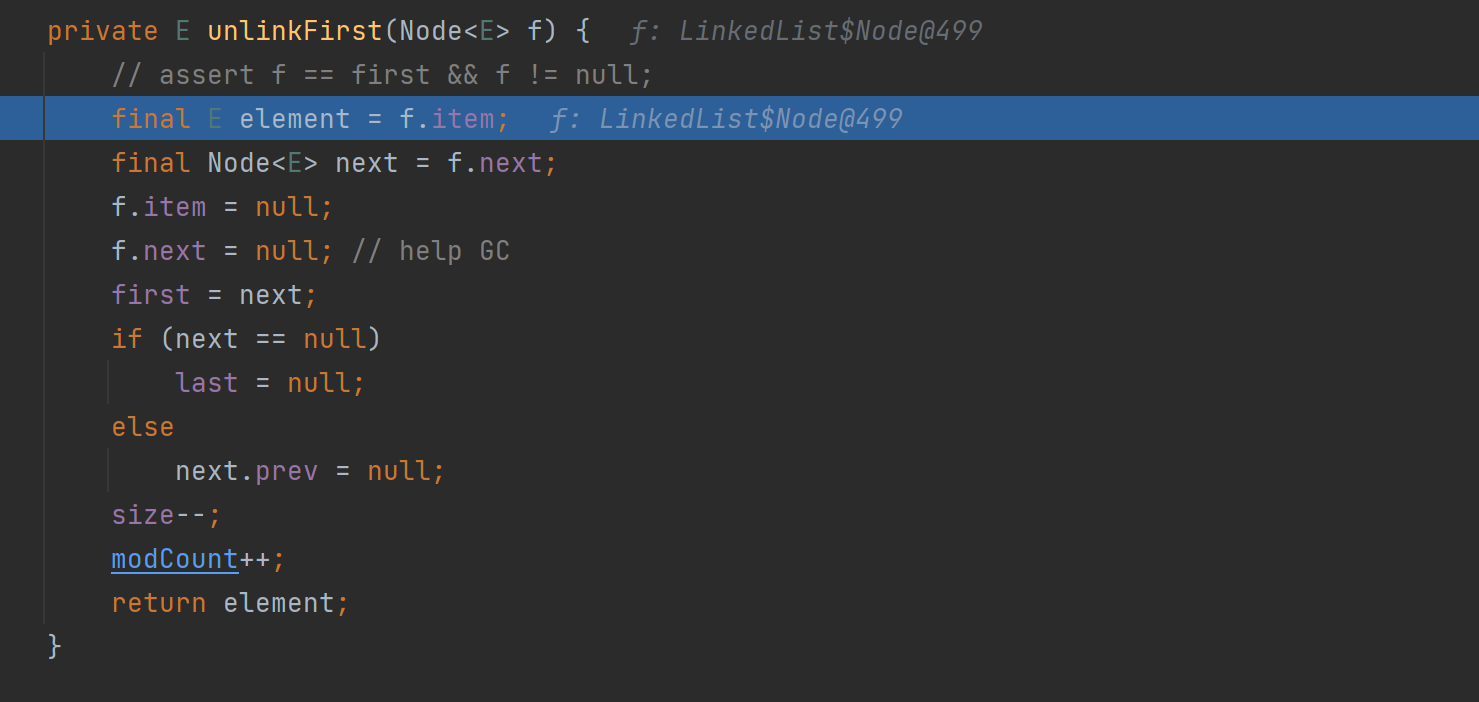 private E unlinkFirst(Node<E> f) {   f: LinkedList$Node@499
    // assert f == first && f != null;
    final E element = f.item;   f: LinkedList$Node@499
    final Node<E> next = f.next;
    f.item = null;
    f.next = null; // help GC
    first = next;
    if (next == null)
        last = null;
    else
        next.prev = null;
    size--;
    modCount++;
    return element;
}